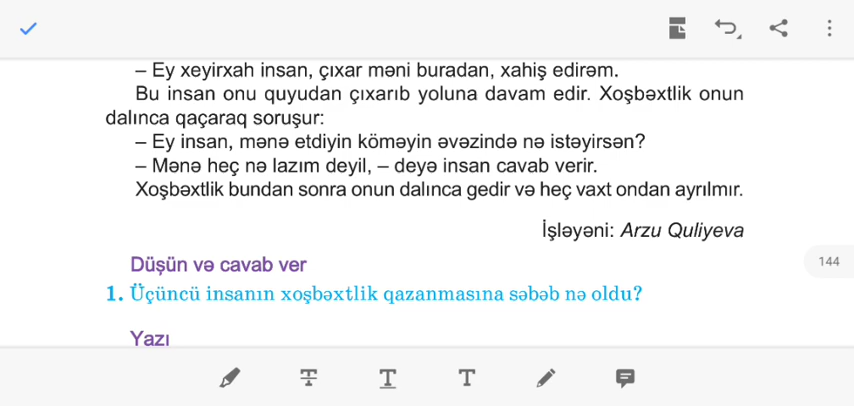 – Ey xeyirxah insan, çıxar məni buradan, xahiş edirəm.
Bu insan onu quyudan çıxarıb yoluna davam edir. Xoşbəxtlik onun
dalınca qaçaraq soruşur:
– Ey insan, mənə etdiyin köməyin əvəzində nə istəyirsən?
– Mənə heç nə lazım deyil, – deyə insan cavab verir.
Xoşbəxtlik bundan sonra onun dalınca gedir və heç vaxt ondan ayrılmır.
İşləyəni: Arzu Quliyeva
Düşün və cavab ver
144
1. Üçüncü insanın xoşbəxtlik qazanmasına səbəb nə oldu?
Yazı